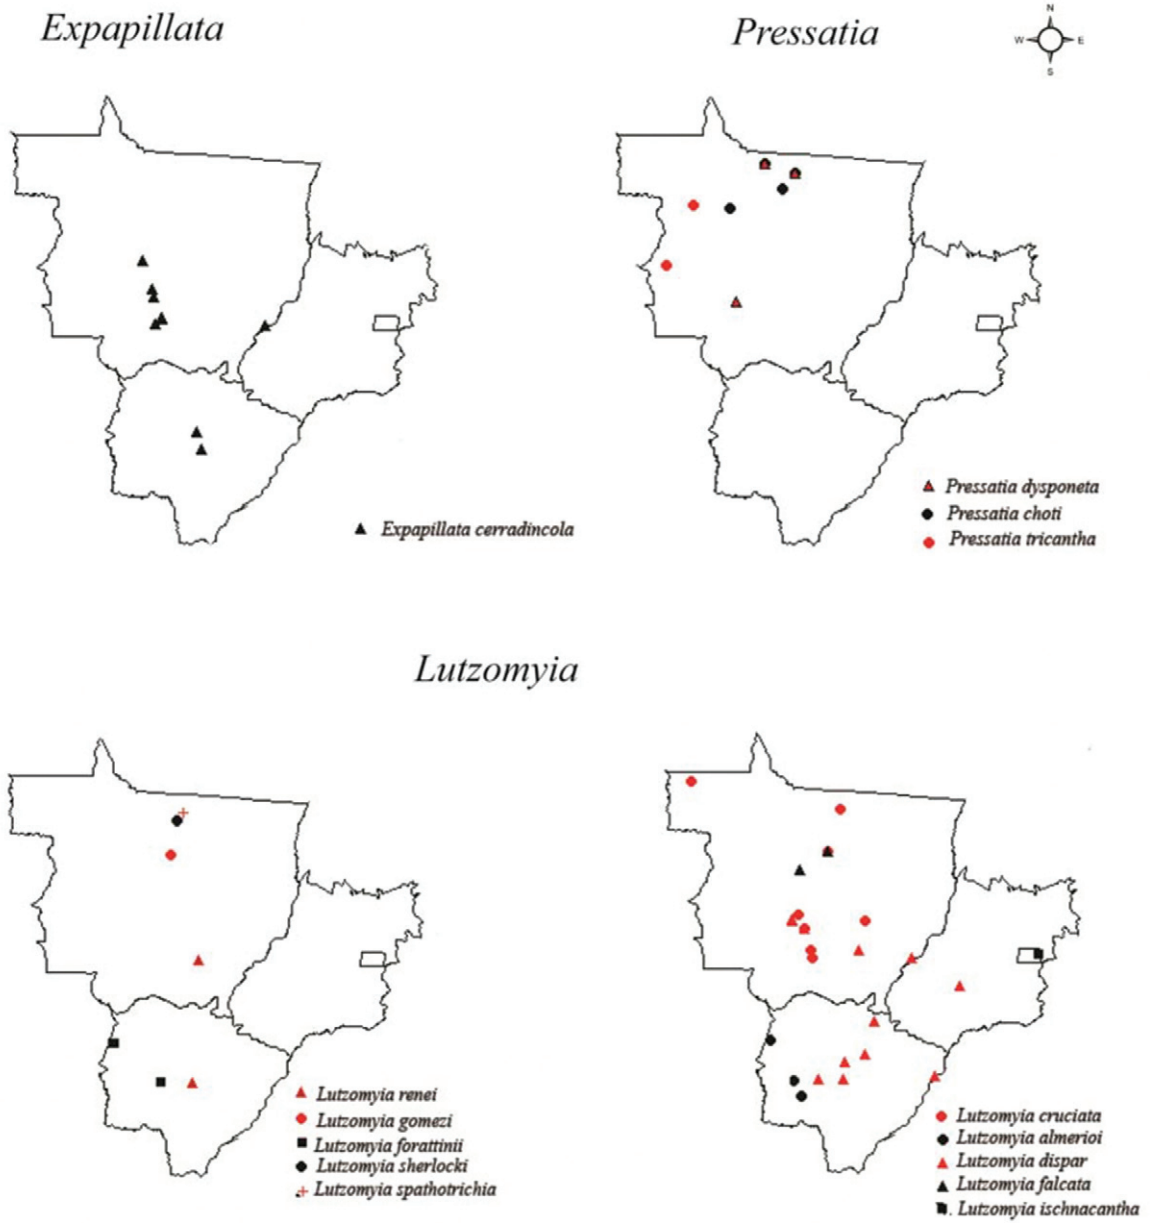 Expapillata
Pressatia
N
W E
S
Pressatia dysponeta
Pressatia choti
Pressatia tricantha
Expapillata cerradincola
Lutzomyia
Lutzomyia renei
Lutzomyia gomezi
Lutzomyia forattinii
Lutzomyia sherlocki
Lutzomyia spathotrichia
Lutzomyia cruciata
Lutzomyia almerioi
Lutzomyia dispar
Lutzomyia falcata
Lutzomyia ischnacantha